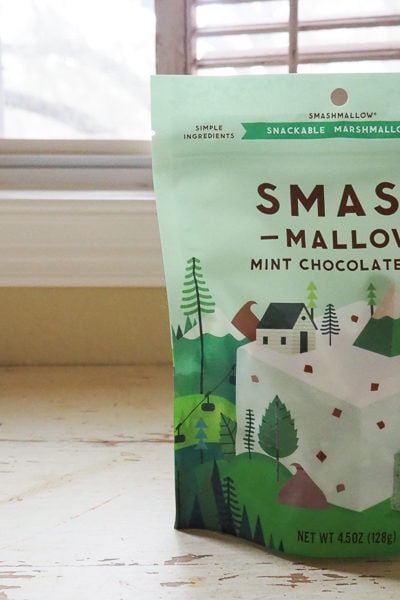 SMASHMALLOW®
SIMPLE
INGREDIENTS
SNACKABLE MARSHMALLO
SMAS
—MALLOW
MINT CHOCOLATE
NET WT 4.5OZ (128g)